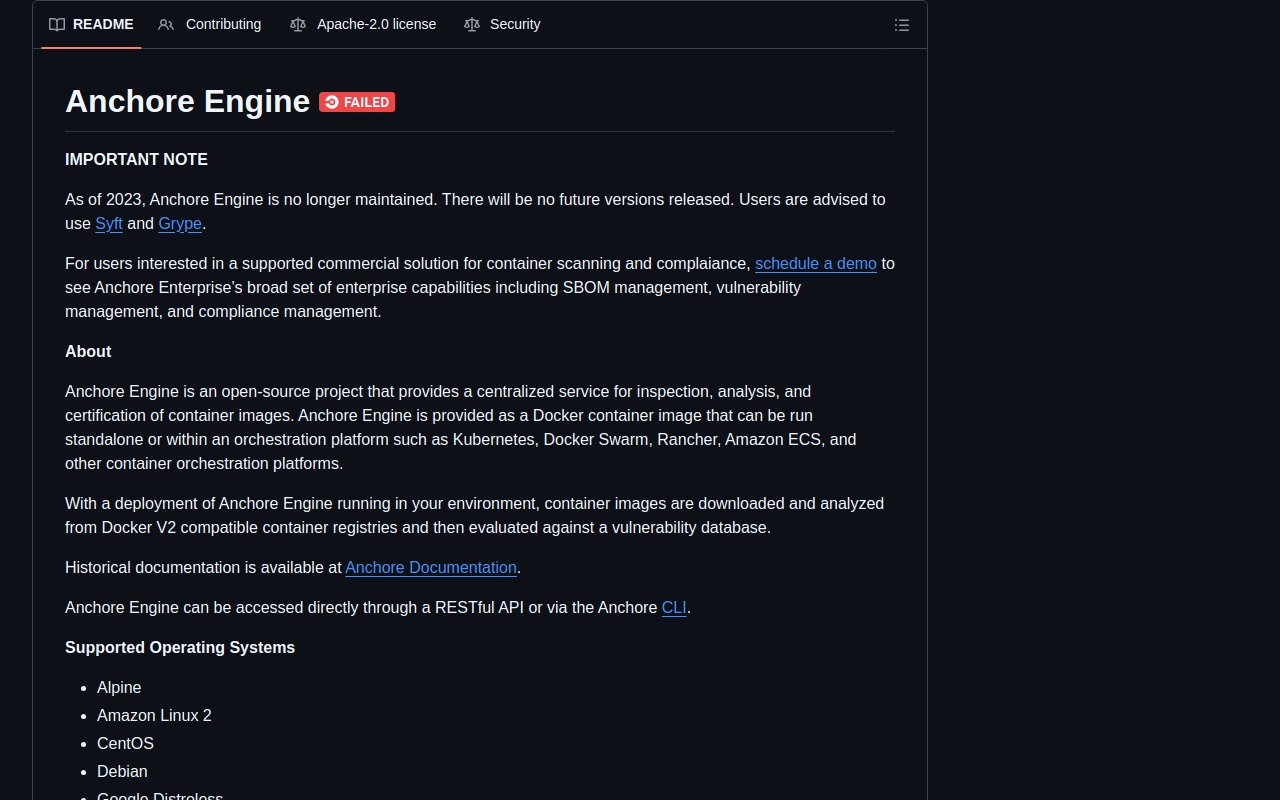 README Contributing Apache-2.0 license Security
Anchore Engine FAILED
IMPORTANT NOTE
As of 2023, Anchore Engine is no longer maintained. There will be no future versions released. Users are advised to
use Syft and Grype.
For users interested in a supported commercial solution for container scanning and complaiance, schedule a demo to
see Anchore Enterprise’s broad set of enterprise capabilities including SBOM management, vulnerability
management, and compliance management.
About
Anchore Engine is an open-source project that provides a centralized service for inspection, analysis, and
certification of container images. Anchore Engine is provided as a Docker container image that can be run
standalone or within an orchestration platform such as Kubernetes, Docker Swarm, Rancher, Amazon ECS, and
other container orchestration platforms.
With a deployment of Anchore Engine running in your environment, container images are downloaded and analyzed
from Docker V2 compatible container registries and then evaluated against a vulnerability database.
Historical documentation is available at Anchore Documentation.
Anchore Engine can be accessed directly through a RESTful API or via the Anchore CLI.
Supported Operating Systems
Alpine
Amazon Linux 2
CentOS
Debian
Google Distroless